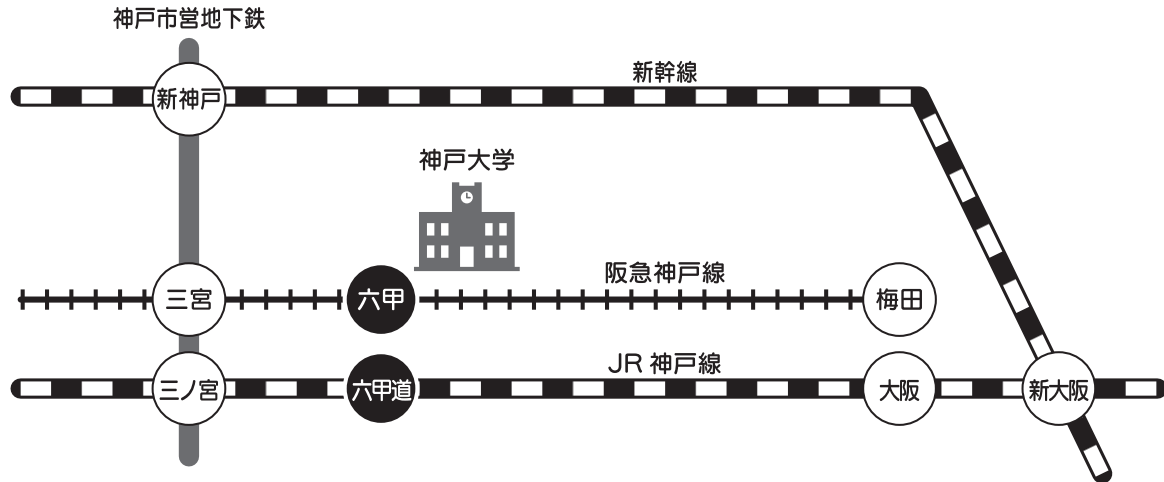 神戸市営地下鉄
新幹線
新神戸
神戸大学
阪急神戸線
三宮
六甲
梅田
JR 神戸線
三ノ宮
六甲道
大阪
新大阪